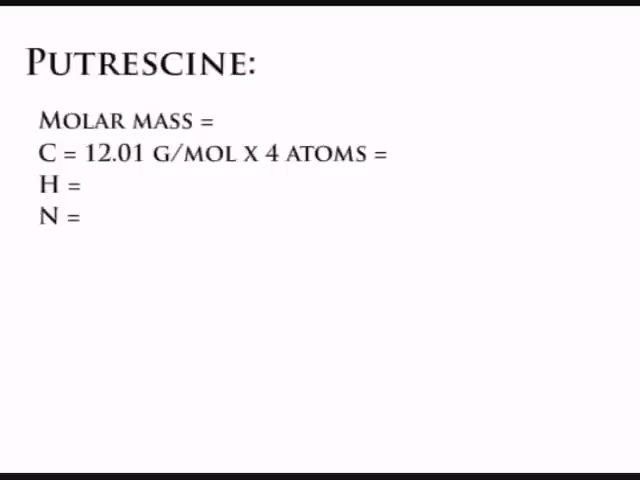 Putrescine:
Molar mass =
C = 12.01 g/mol x 4 atoms =
H =
N =